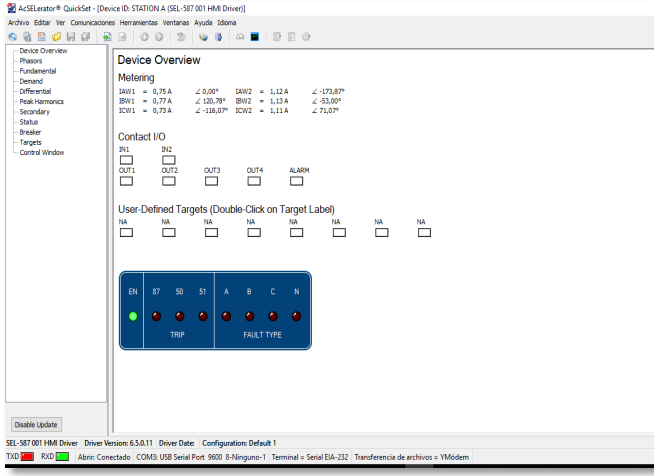 AcSELerator® QuickSet - [Device ID: STATION A (SEL-587 001 HMI Driver)]
Archivo Editar Ver Comunicaciones Herramientas Ventanas Ayuda Idioma
Device Overview
Phasors
Fundamental
Demand
Differential
Peak Harmonics
Secondary
Status
Breaker
Targets
Control Window
Device Overview
Metering
IAW1 = 0,75 A ∠ 0,00° IAW2 = 1,12 A ∠ -173,87°
IBW1 = 0,77 A ∠ 120,78° IBW2 = 1,13 A ∠ -53,00°
ICW1 = 0,73 A ∠ -116,07° ICW2 = 1,11 A ∠ 71,07°
Contact I/O
IN1 IN2
OUT1 OUT2 OUT3 OUT4 ALARM
User-Defined Targets (Double-Click on Target Label)
NA NA NA NA NA NA NA NA
EN 87 50 51 A B C N
TRIP FAULT TYPE
Disable Update
SEL-587 001 HMI Driver Driver Version: 6.5.0.11 Driver Date: Configuration: Default 1
TXD RXD Abrir: Conectado COM3: USB Serial Port 9600 8-Ninguno-1 Terminal = Serial EIA-232 Transferencia de archivos = YMódem